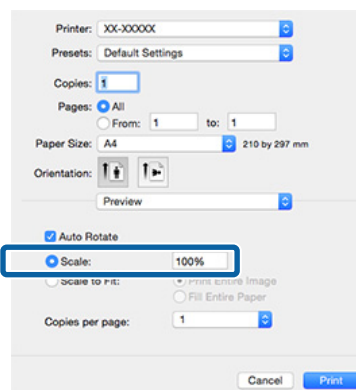 Printer: XX-XXXXX
Presets: Default Settings
Copies: 1
Pages: All
From: 1 to: 1
Paper Size: A4 210 by 297 mm
Orientation:
Preview
Auto Rotate
Scale: 100%
Scale to Fit: Print Entire Image
Fill Entire Paper
Copies per page: 1
Cancel Print